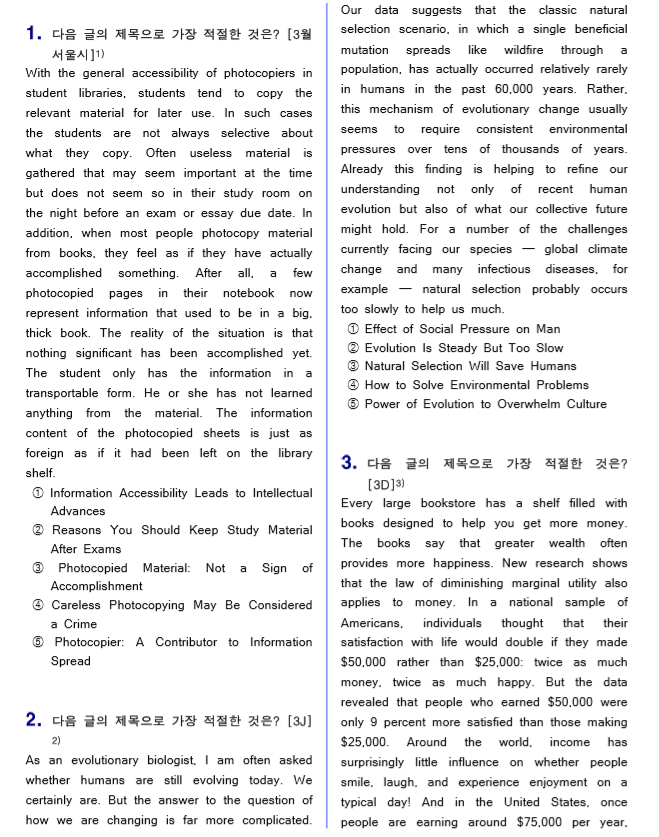 1. 다음 글의 제목으로 가장 적절한 것은? [3월
서울시]1)
With the general accessibility of photocopiers in
student libraries, students tend to copy the
relevant material for later use. In such cases
the students are not always selective about
what they copy. Often useless material is
gathered that may seem important at the time
but does not seem so in their study room on
the night before an exam or essay due date. In
addition, when most people photocopy material
from books, they feel as if they have actually
accomplished something. After all, a few
photocopied pages in their notebook now
represent information that used to be in a big,
thick book. The reality of the situation is that
nothing significant has been accomplished yet.
The student only has the information in a
transportable form. He or she has not learned
anything from the material. The information
content of the photocopied sheets is just as
foreign as if it had been left on the library
shelf.
① Information Accessibility Leads to Intellectual
Advances
② Reasons You Should Keep Study Material
After Exams
③ Photocopied Material: Not a Sign of
Accomplishment
④ Careless Photocopying May Be Considered
a Crime
⑤ Photocopier: A Contributor to Information
Spread
2. 다음 글의 제목으로 가장 적절한 것은? [3J]
2)
As an evolutionary biologist, I am often asked
whether humans are still evolving today. We
certainly are. But the answer to the question of
how we are changing is far more complicated.
Our data suggests that the classic natural
selection scenario, in which a single beneficial
mutation spreads like wildfire through a
population, has actually occurred relatively rarely
in humans in the past 60,000 years. Rather,
this mechanism of evolutionary change usually
seems to require consistent environmental
pressures over tens of thousands of years.
Already this finding is helping to refine our
understanding not only of recent human
evolution but also of what our collective future
might hold. For a number of the challenges
currently facing our species — global climate
change and many infectious diseases, for
example — natural selection probably occurs
too slowly to help us much.
① Effect of Social Pressure on Man
② Evolution Is Steady But Too Slow
③ Natural Selection Will Save Humans
④ How to Solve Environmental Problems
⑤ Power of Evolution to Overwhelm Culture
3. 다음 글의 제목으로 가장 적절한 것은?
[3D]3)
Every large bookstore has a shelf filled with
books designed to help you get more money.
The books say that greater wealth often
provides more happiness. New research shows
that the law of diminishing marginal utility also
applies to money. In a national sample of
Americans, individuals thought that their
satisfaction with life would double if they made
$50,000 rather than $25,000: twice as much
money, twice as much happy. But the data
revealed that people who earned $50,000 were
only 9 percent more satisfied than those making
$25,000. Around the world, income has
surprisingly little influence on whether people
smile, laugh, and experience enjoyment on a
typical day! And in the United States, once
people are earning around $75,000 per year,